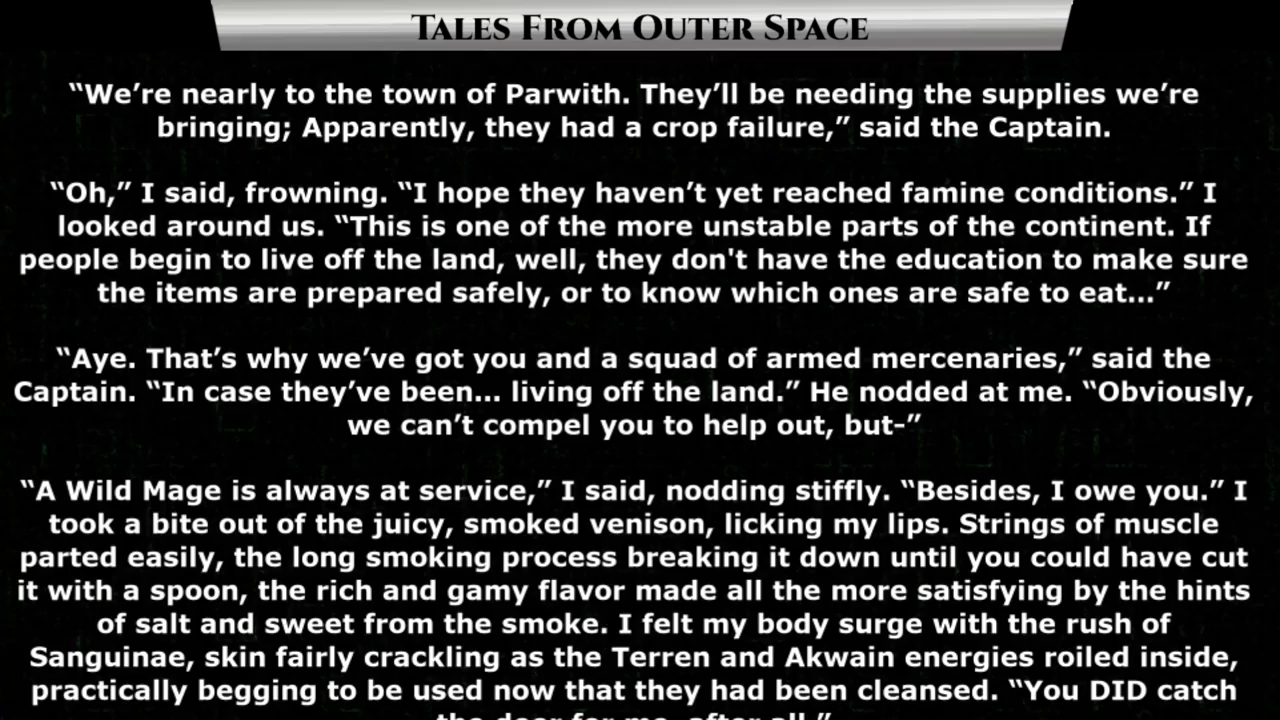 Tales From Outer Space
“We’re nearly to the town of Parwith. They’ll be needing the supplies we’re
bringing; Apparently, they had a crop failure,” said the Captain.
“Oh,” I said, frowning. “I hope they haven’t yet reached famine conditions.” I
looked around us. “This is one of the more unstable parts of the continent. If
people begin to live off the land, well, they don't have the education to make sure
the items are prepared safely, or to know which ones are safe to eat…”
“Aye. That’s why we’ve got you and a squad of armed mercenaries,” said the
Captain. “In case they’ve been… living off the land.” He nodded at me. “Obviously,
we can’t compel you to help out, but-”
“A Wild Mage is always at service,” I said, nodding stiffly. “Besides, I owe you.” I
took a bite out of the juicy, smoked venison, licking my lips. Strings of muscle
parted easily, the long smoking process breaking it down until you could have cut
it with a spoon, the rich and gamy flavor made all the more satisfying by the hints
of salt and sweet from the smoke. I felt my body surge with the rush of
Sanguinae, skin fairly crackling as the Terren and Akwain energies roiled inside,
practically begging to be used now that they had been cleansed. “You DID catch
the deer for me, after all.”